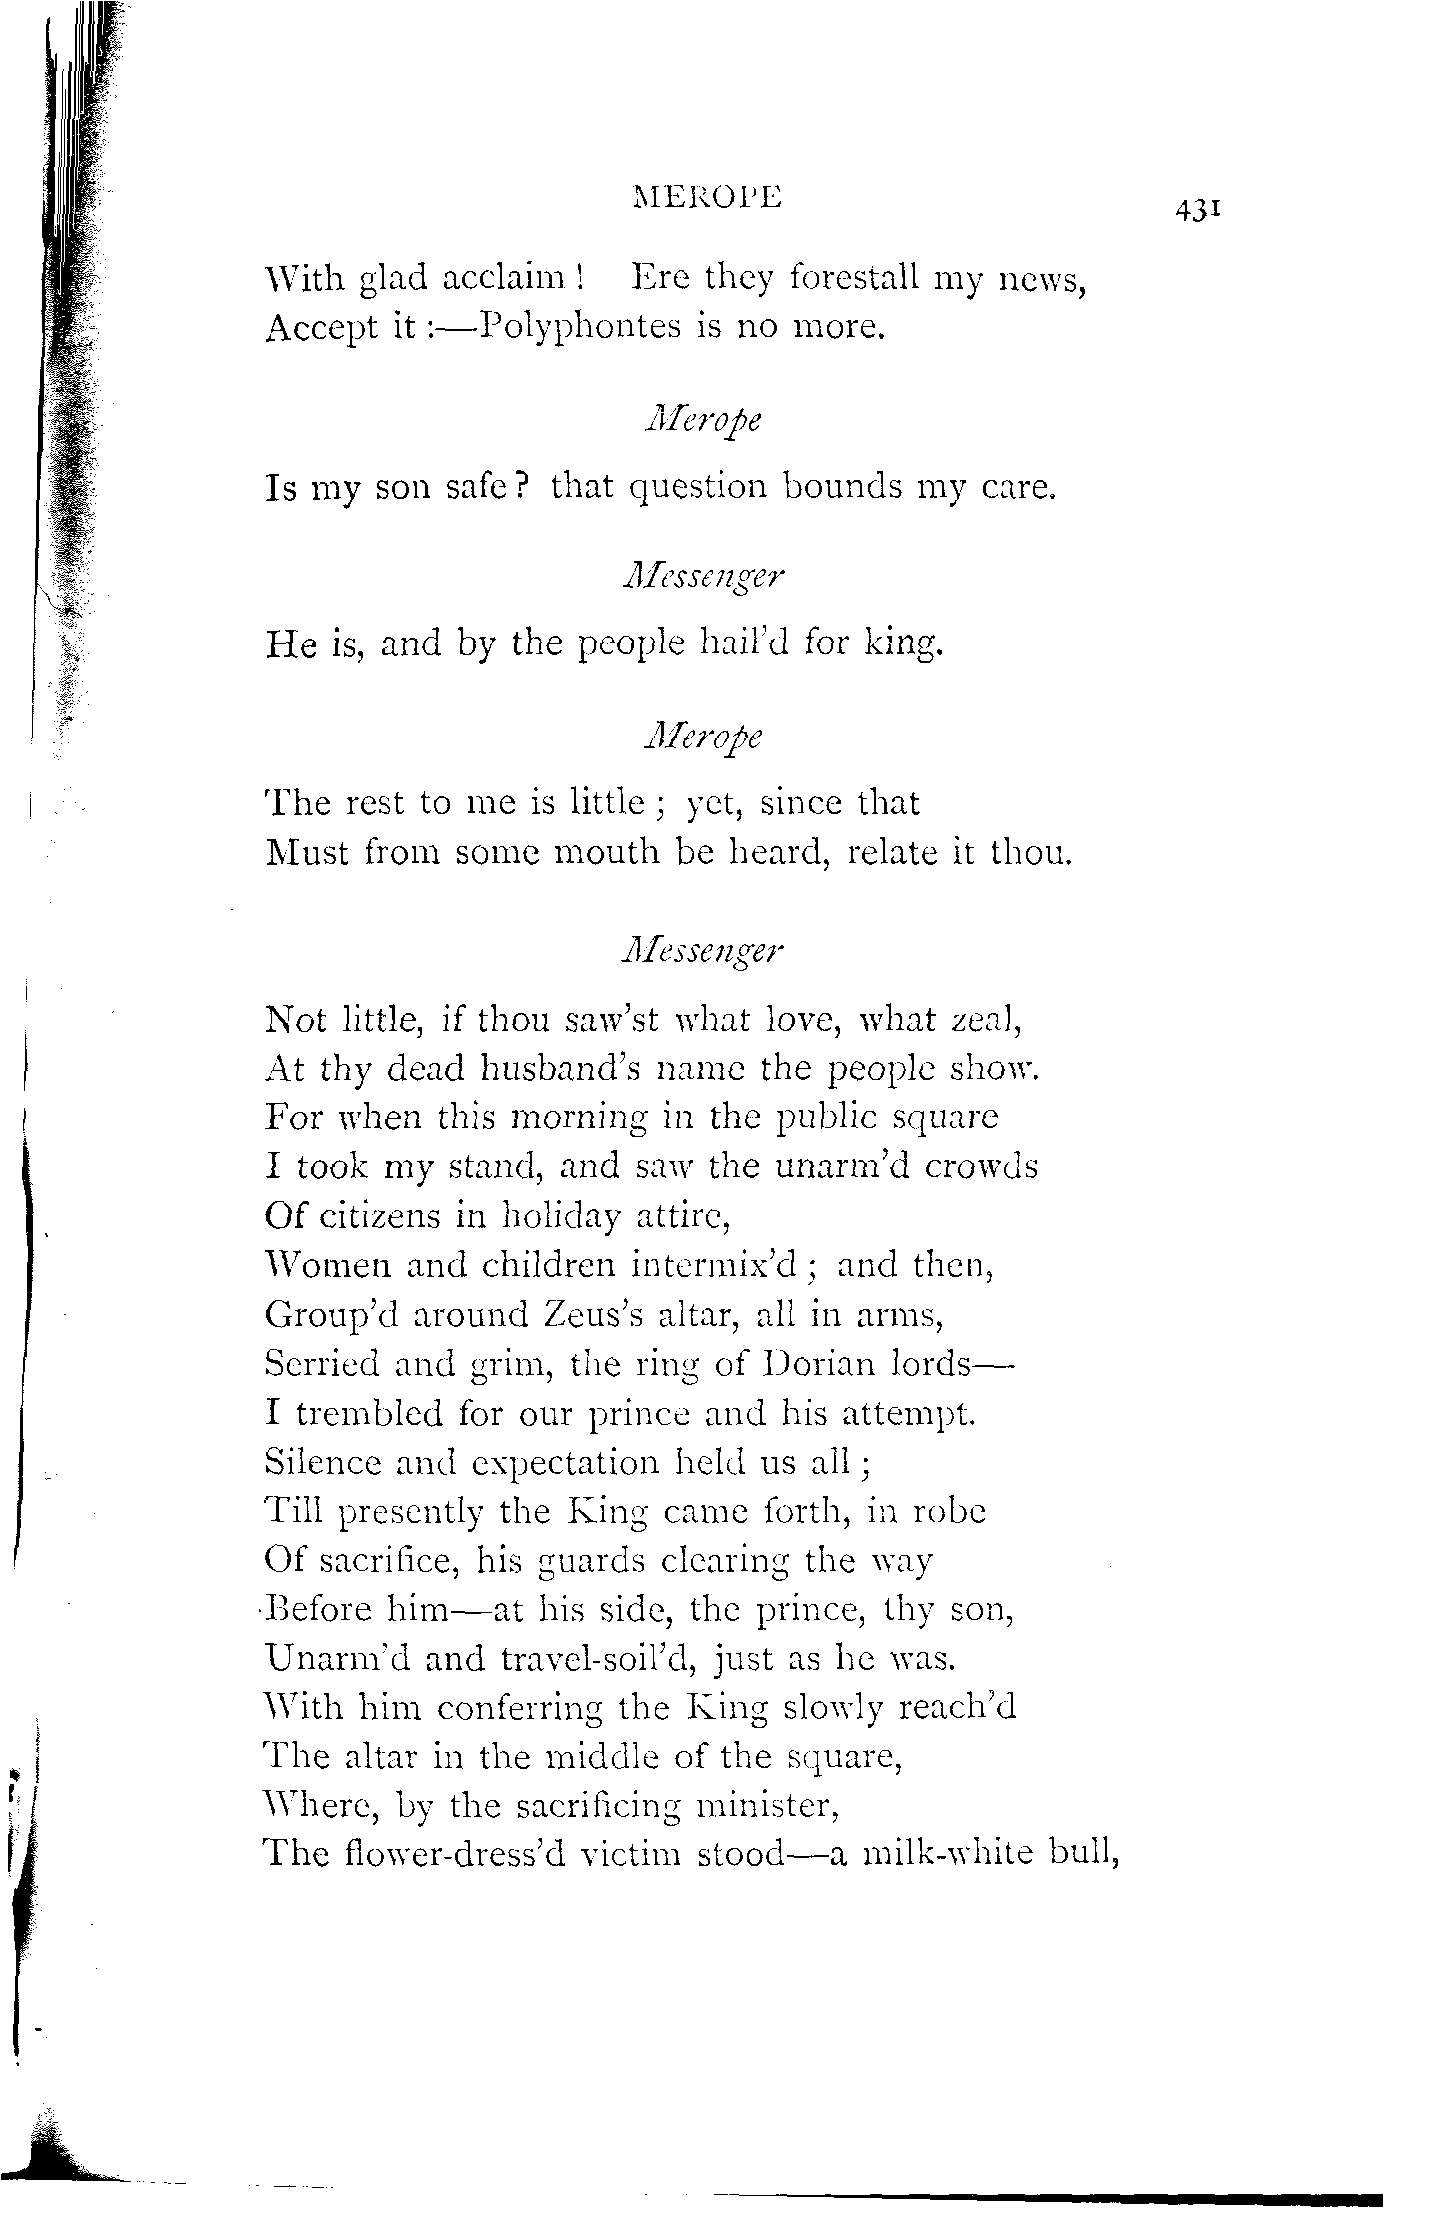 MEROPE 431
With glad acclaim ! Ere they forestall my news,
Accept it :—Polyphontes is no more.
Merope
Is my son safe ? that question bounds my care.
Messenger
He is, and by the people hail’d for king.
Merope
The rest to me is little ; yet, since that
Must from some mouth be heard, relate it thou.
Messenger
Not little, if thou saw’st what love, what zeal,
At thy dead husband’s name the people show.
For when this morning in the public square
I took my stand, and saw the unarm’d crowds
Of citizens in holiday attire,
Women and children intermix’d ; and then,
Group’d around Zeus’s altar, all in arms,
Serried and grim, the ring of Dorian lords—
I trembled for our prince and his attempt.
Silence and expectation held us all ;
Till presently the King came forth, in robe
Of sacrifice, his guards clearing the way
Before him—at his side, the prince, thy son,
Unarm’d and travel-soil’d, just as he was.
With him conferring the King slowly reach’d
The altar in the middle of the square,
Where, by the sacrificing minister,
The flower-dress’d victim stood—a milk-white bull,